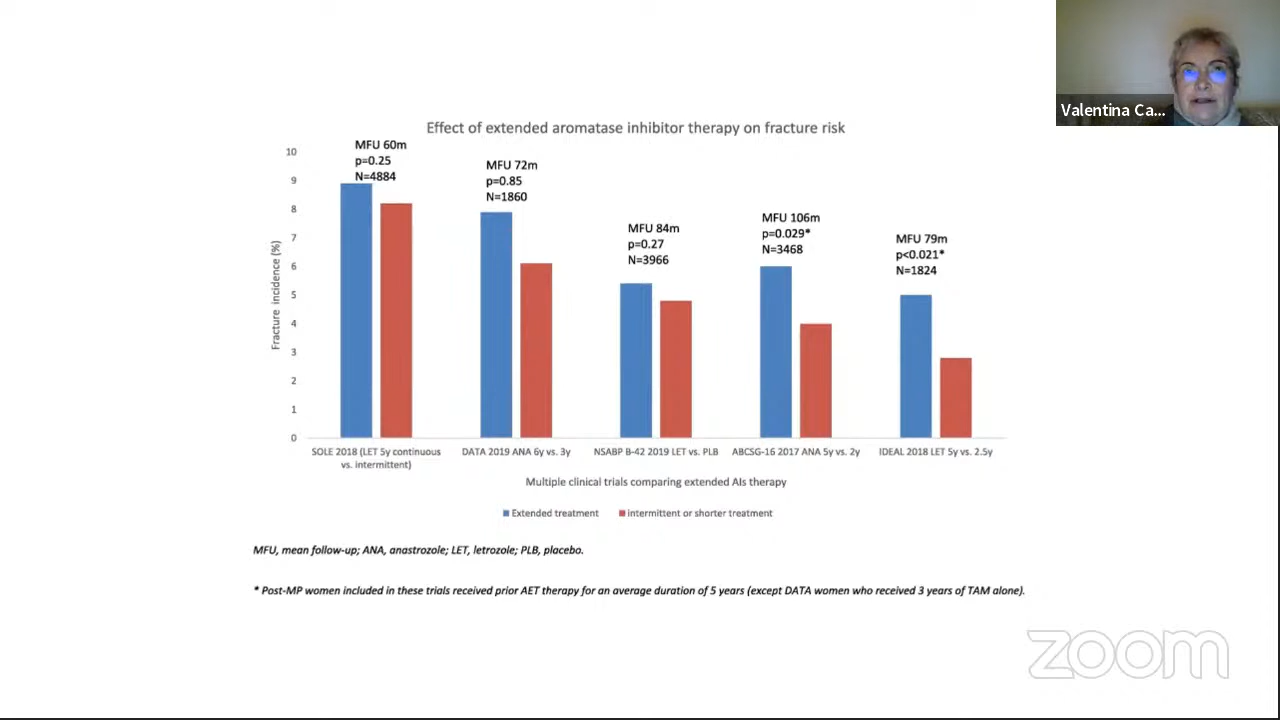 Valentina Ca...
Effect of extended aromatase inhibitor therapy on fracture risk
MFU 60m
p=0.25
N=4884
MFU 72m
p=0.85
N=1860
MFU 84m
p=0.27
N=3966
MFU 106m
p=0.029*
N=3468
MFU 79m
p<0.021*
N=1824
Fracture incidence (%)
10
9
8
7
6
5
4
3
2
1
0
SOLE 2018 (LET 5y continuous
vs. intermittent)
DATA 2019 ANA 6y vs. 3y
NSABP B-42 2019 LET vs. PLB
ABCSG-16 2017 ANA 5y vs. 2y
IDEAL 2018 LET 5y vs. 2.5y
Multiple clinical trials comparing extended AIs therapy
Extended treatment
intermittent or shorter treatment
MFU, mean follow-up; ANA, anastrozole; LET, letrozole; PLB, placebo.
* Post-MP women included in these trials received prior AET therapy for an average duration of 5 years (except DATA women who received 3 years of TAM alone).
zoom